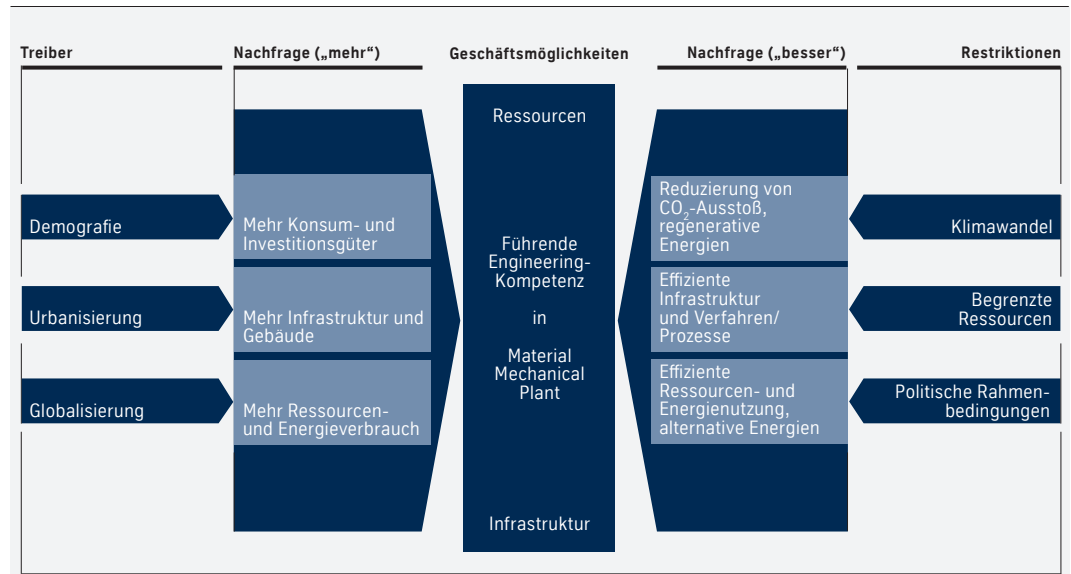 Treiber
Nachfrage („mehr“)
Geschäftsmöglichkeiten
Nachfrage („besser“)
Restriktionen
Demografie
Urbanisierung
Globalisierung
Mehr Konsum- und
Investitionsgüter
Mehr Infrastruktur und
Gebäude
Mehr Ressourcen-
und Energieverbrauch
Ressourcen
Führende
Engineering-
Kompetenz
in
Material
Mechanical
Plant
Infrastruktur
Reduzierung von
CO₂-Ausstoß,
regenerative
Energien
Effiziente
Infrastruktur
und Verfahren/
Prozesse
Effiziente
Ressourcen- und
Energienutzung,
alternative Energien
Klimawandel
Begrenzte
Ressourcen
Politische Rahmen-
bedingungen